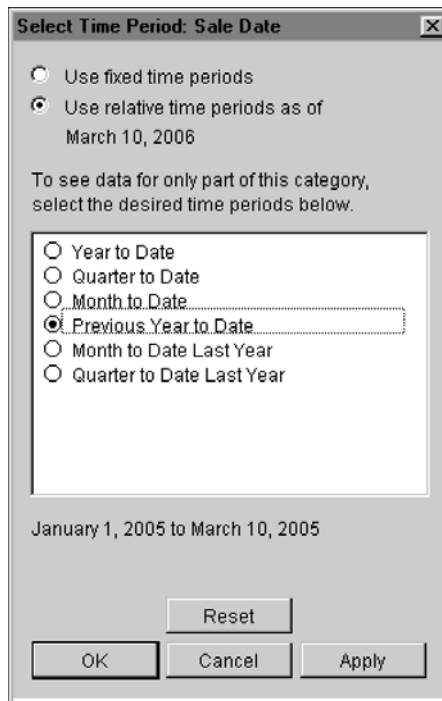 Select Time Period: Sale Date
Use fixed time periods
Use relative time periods as of
March 10, 2006
To see data for only part of this category,
select the desired time periods below.
Year to Date
Quarter to Date
Month to Date
Previous Year to Date
Month to Date Last Year
Quarter to Date Last Year
January 1, 2005 to March 10, 2005
Reset
OK Cancel Apply